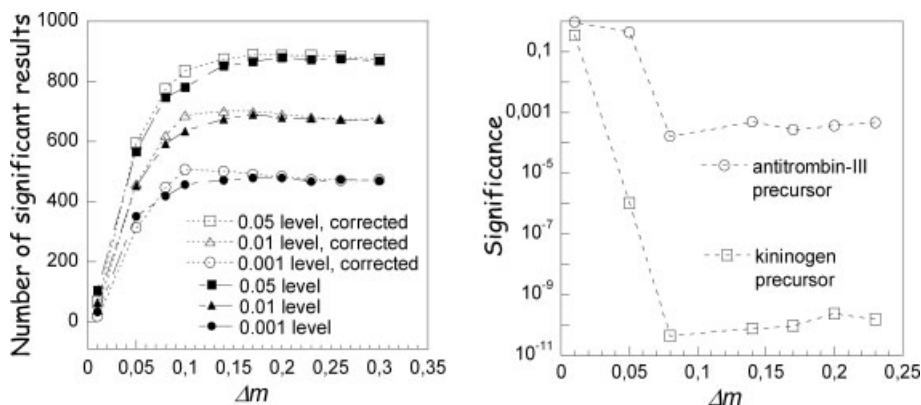 Number of significant results
1000
800
600
400
200
0
0.05 level, corrected
0.01 level, corrected
0.001 level, corrected
0.05 level
0.01 level
0.001 level
0 0,05 0,1 0,15 0,2 0,25 0,3 0,35
Δm
Significance
0,1
0,001
10-5
10-7
10-9
10-11
antitrombin-III
precursor
kininogen
precursor
0 0,05 0,1 0,15 0,2 0,25
Δm